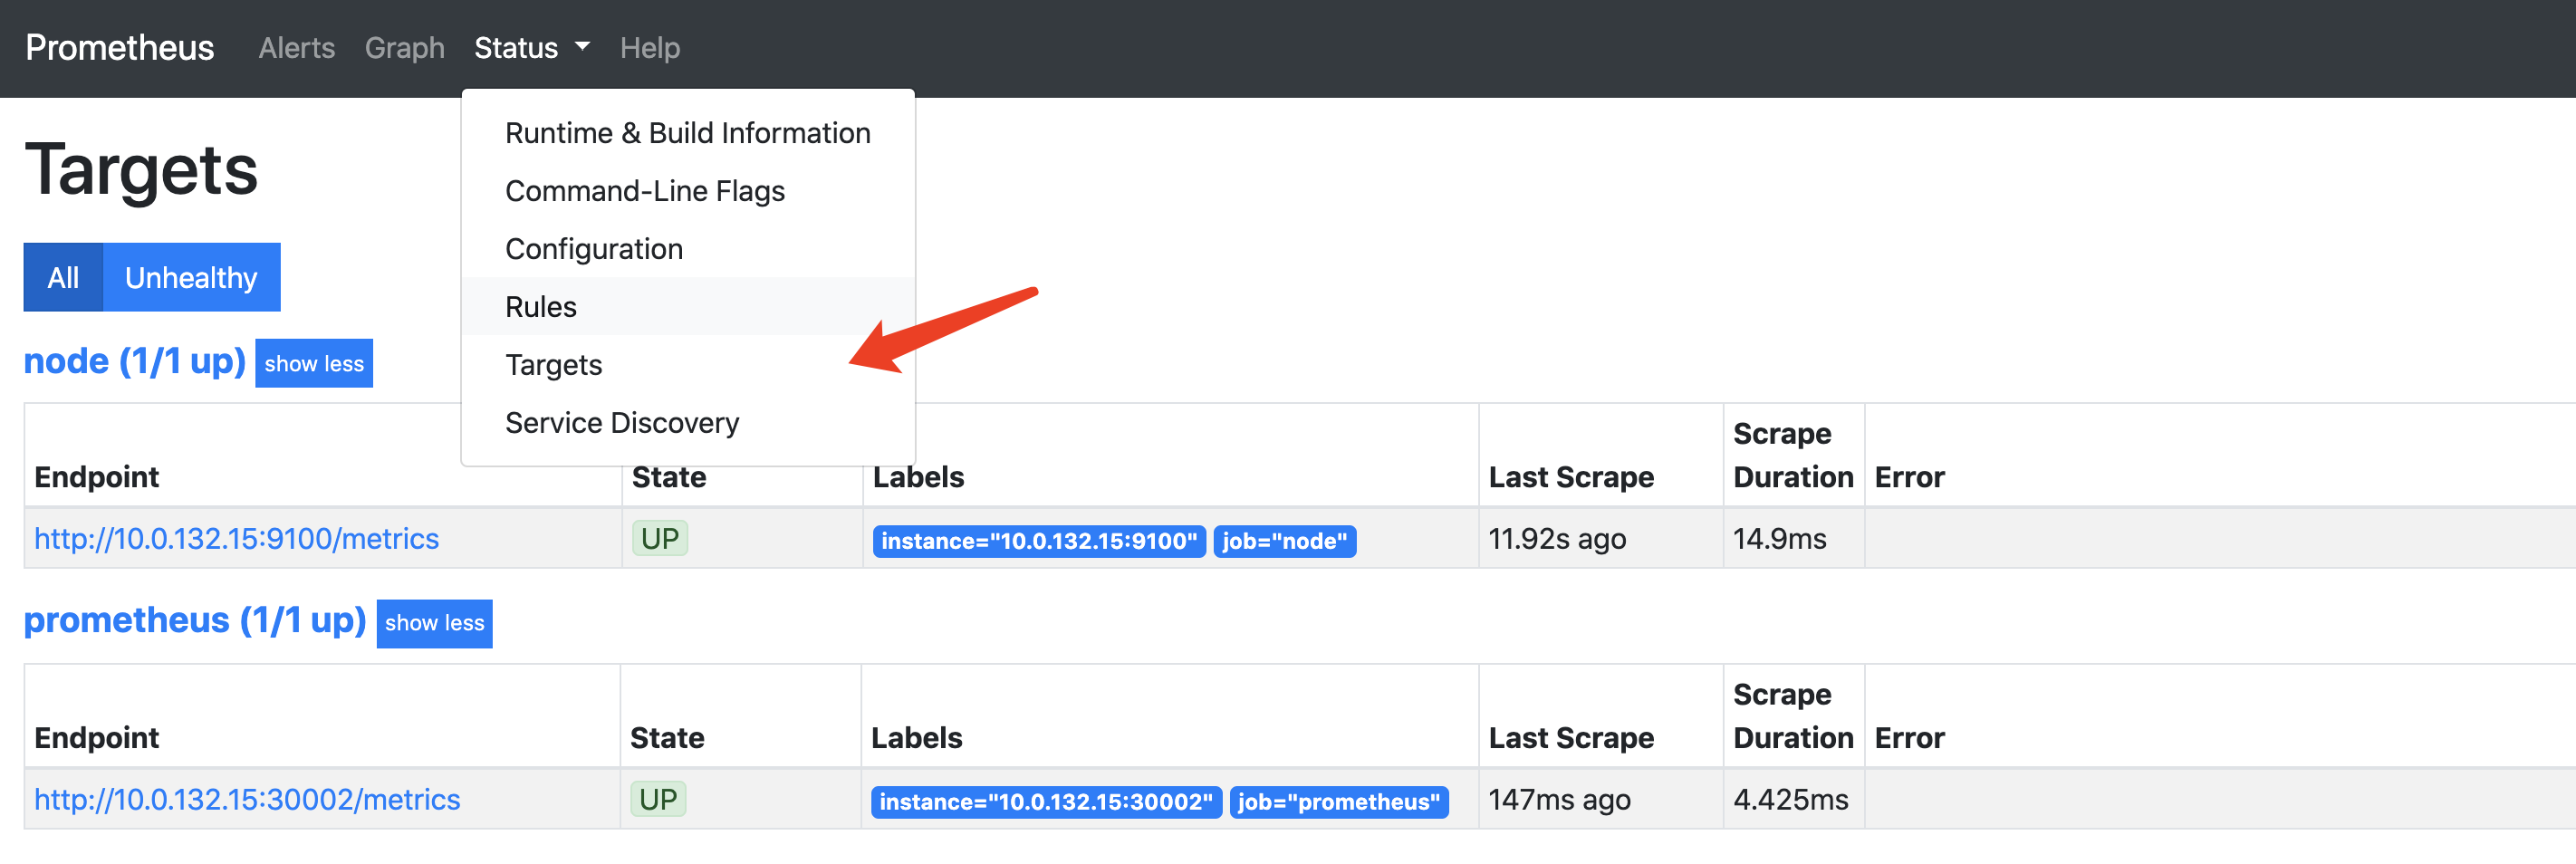 Prometheus Alerts Graph Status Help
Runtime & Build Information
Command-Line Flags
Configuration
Rules
Targets
Service Discovery
Targets
All Unhealthy
node (1/1 up) show less
Endpoint State Labels Last Scrape Scrape Duration Error
http://10.0.132.15:9100/metrics UP instance="10.0.132.15:9100" job="node" 11.92s ago 14.9ms
prometheus (1/1 up) show less
Endpoint State Labels Last Scrape Scrape Duration Error
http://10.0.132.15:30002/metrics UP instance="10.0.132.15:30002" job="prometheus" 147ms ago 4.425ms